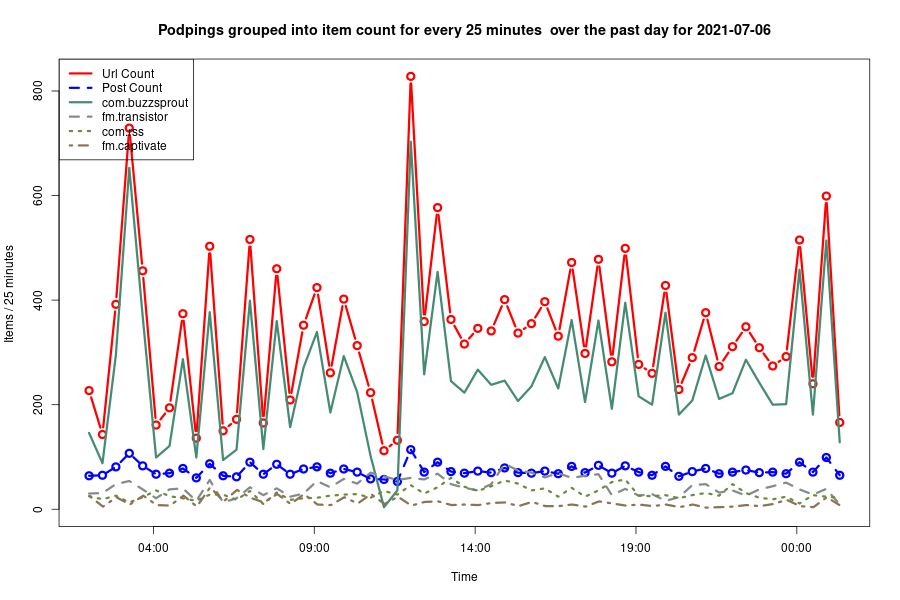 Podpings grouped into item count for every 25 minutes  over the past day for 2021-07-06
Url Count
Post Count
com.buzzsprout
fm.transistor
com.rss
fm.captivate
Items / 25 minutes
800
600
400
200
0
04:00
09:00
14:00
19:00
00:00
Time